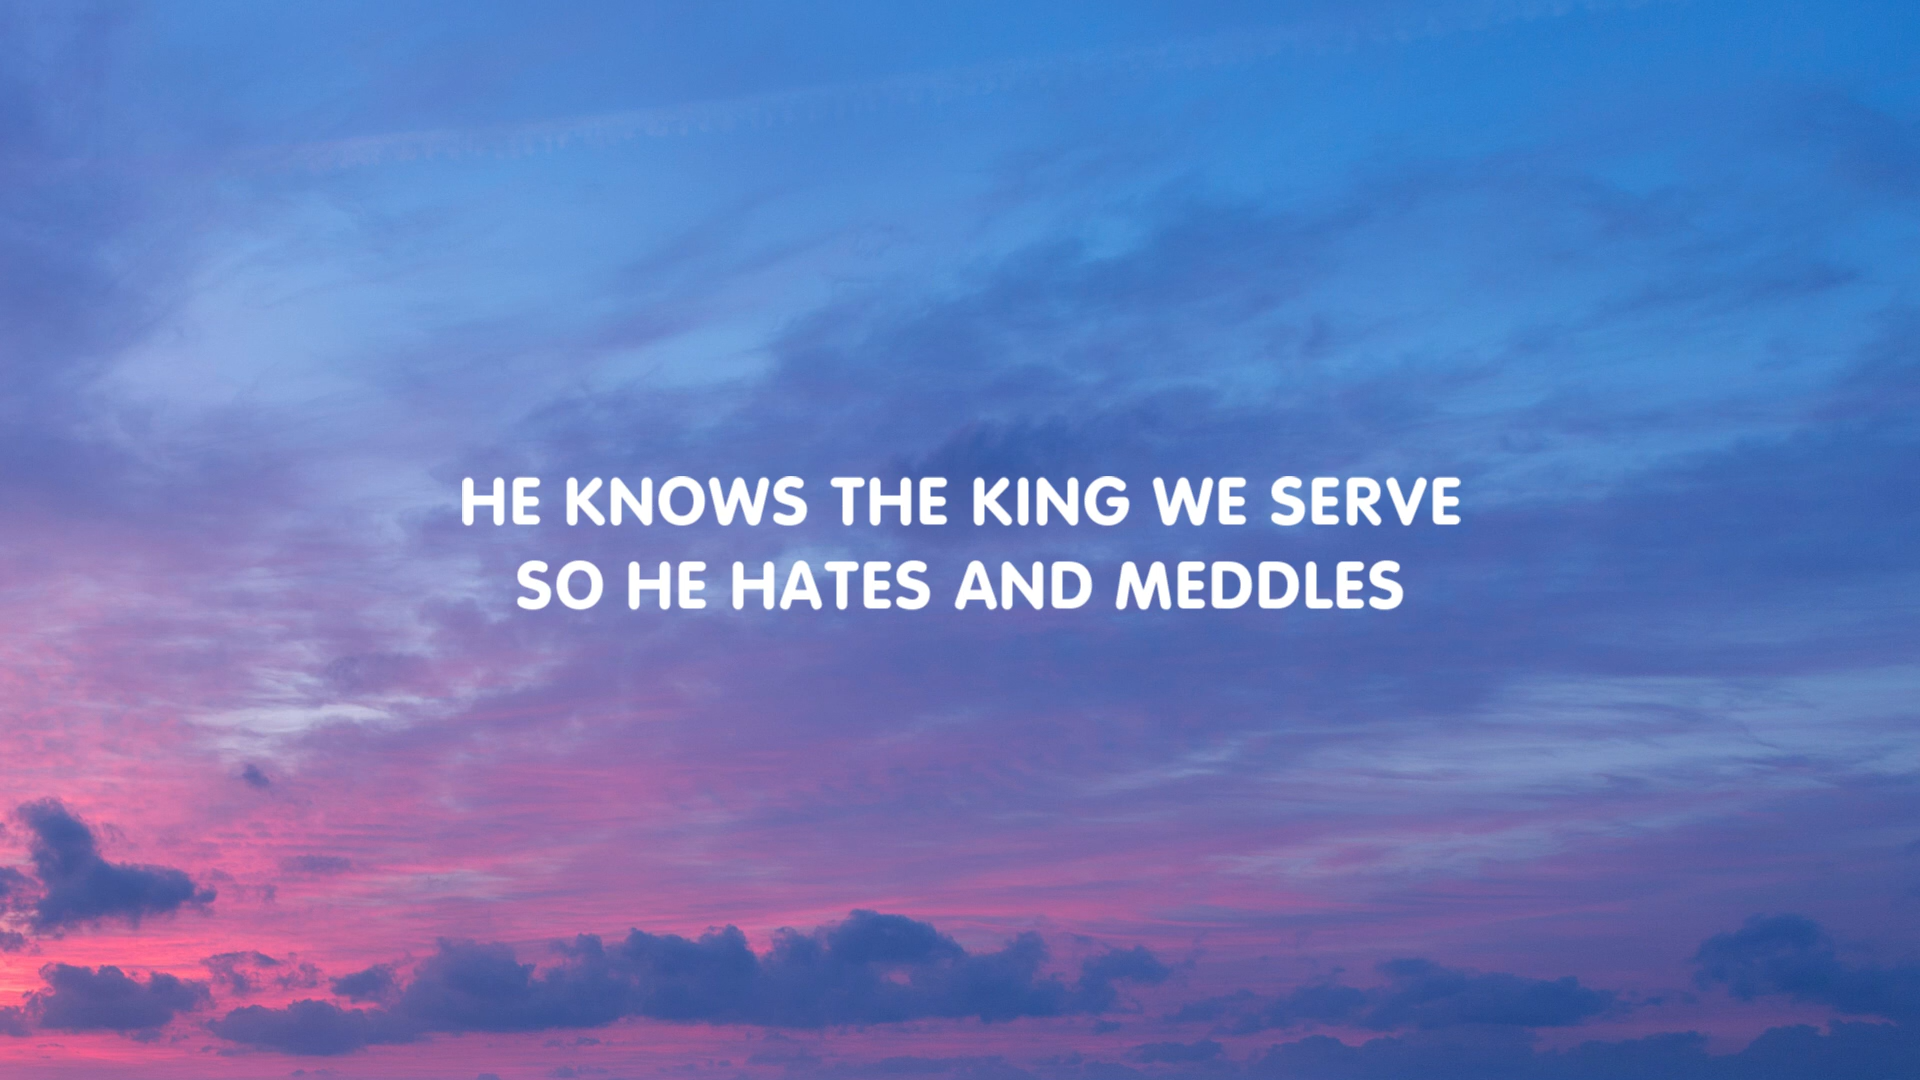 HE KNOWS THE KING WE SERVE
SO HE HATES AND MEDDLES